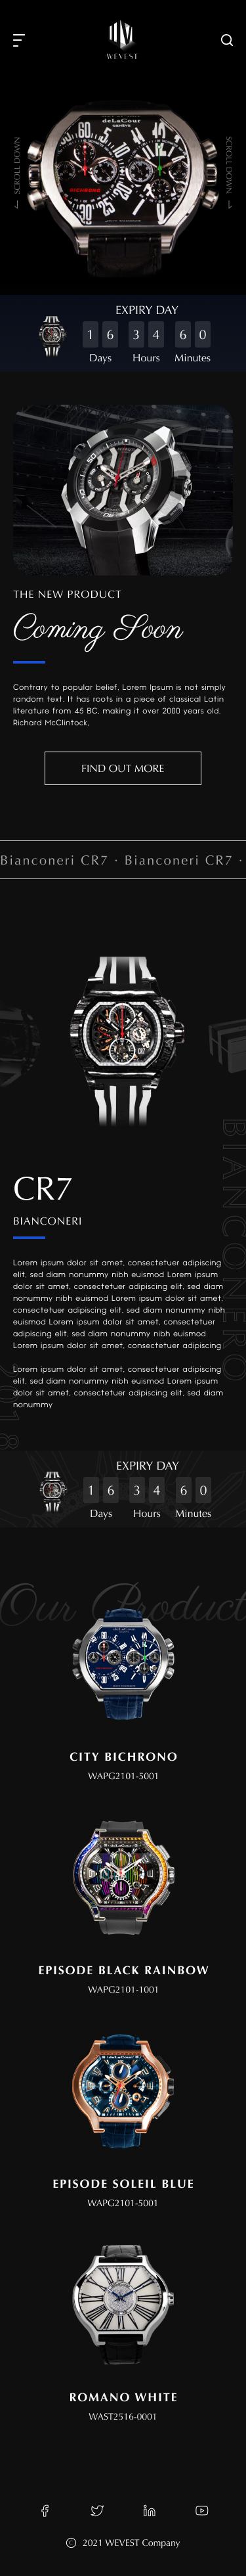 WEVEST
SCROLL DOWN
SCROLL DOWN
deLaCour
GENÈVE
BICHRONO
EXPIRY DAY
1 6 3 4 6 0
Days Hours Minutes
THE NEW PRODUCT
Coming Soon
Contrary to popular belief, Lorem Ipsum is not simply
random text. It has roots in a piece of classical Latin
literature from 45 BC, making it over 2000 years old.
Richard McClintock,
FIND OUT MORE
Bianconeri CR7 · Bianconeri CR7 ·
BIANCONERO
CR7
BIANCONERI
Lorem ipsum dolor sit amet, consectetuer adipiscing
elit, sed diam nonummy nibh euismod Lorem ipsum
dolor sit amet, consectetuer adipiscing elit, sed diam
nonummy nibh euismod Lorem ipsum dolor sit amet,
consectetuer adipiscing elit, sed diam nonummy nibh
euismod Lorem ipsum dolor sit amet, consectetuer
adipiscing elit, sed diam nonummy nibh euismod
Lorem ipsum dolor sit amet, consectetuer adipiscing
Lorem ipsum dolor sit amet, consectetuer adipiscing
elit, sed diam nonummy nibh euismod Lorem ipsum
dolor sit amet, consectetuer adipiscing elit, sed diam
nonummy
2018
EXPIRY DAY
1 6 3 4 6 0
Days Hours Minutes
Our Product
CITY BICHRONO
WAPG2101-5001
EPISODE BLACK RAINBOW
WAPG2101-1001
EPISODE SOLEIL BLUE
WAPG2101-5001
ROMANO WHITE
WAST2516-0001
© 2021 WEVEST Company